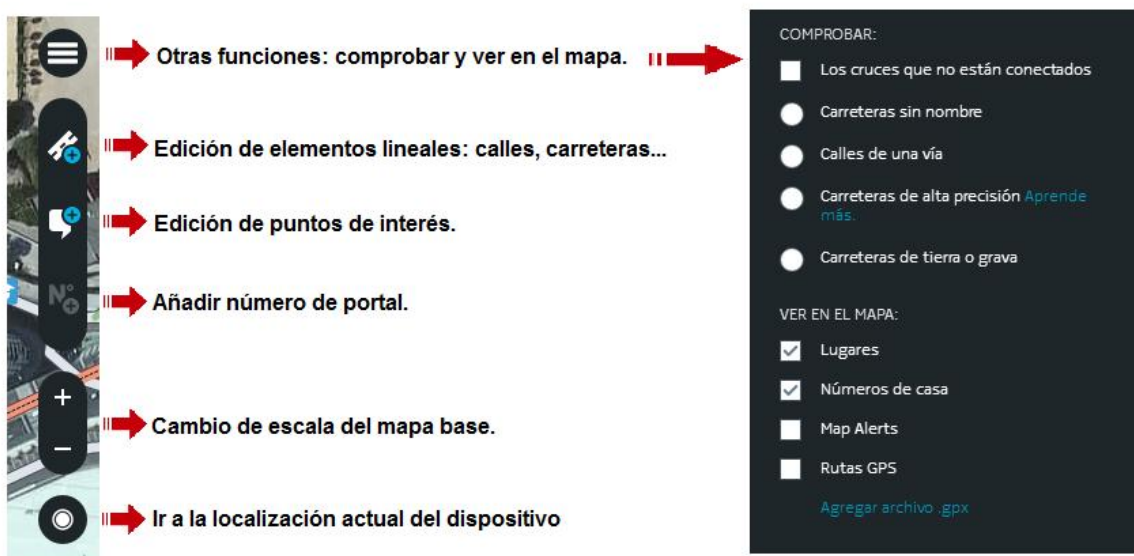 Otras funciones: comprobar y ver en el mapa.
Edición de elementos lineales: calles, carreteras...
Edición de puntos de interés.
N°
Añadir número de portal.
+
Cambio de escala del mapa base.
−
Ir a la localización actual del dispositivo
COMPROBAR:
Los cruces que no están conectados
Carreteras sin nombre
Calles de una vía
Carreteras de alta precisión Aprende
más.
Carreteras de tierra o grava
VER EN EL MAPA:
Lugares
Números de casa
Map Alerts
Rutas GPS
Agregar archivo .gpx